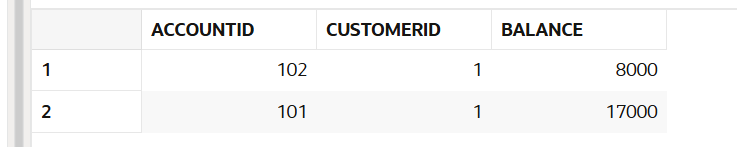 ACCOUNTID CUSTOMERID BALANCE
1 102 1 8000
2 101 1 17000